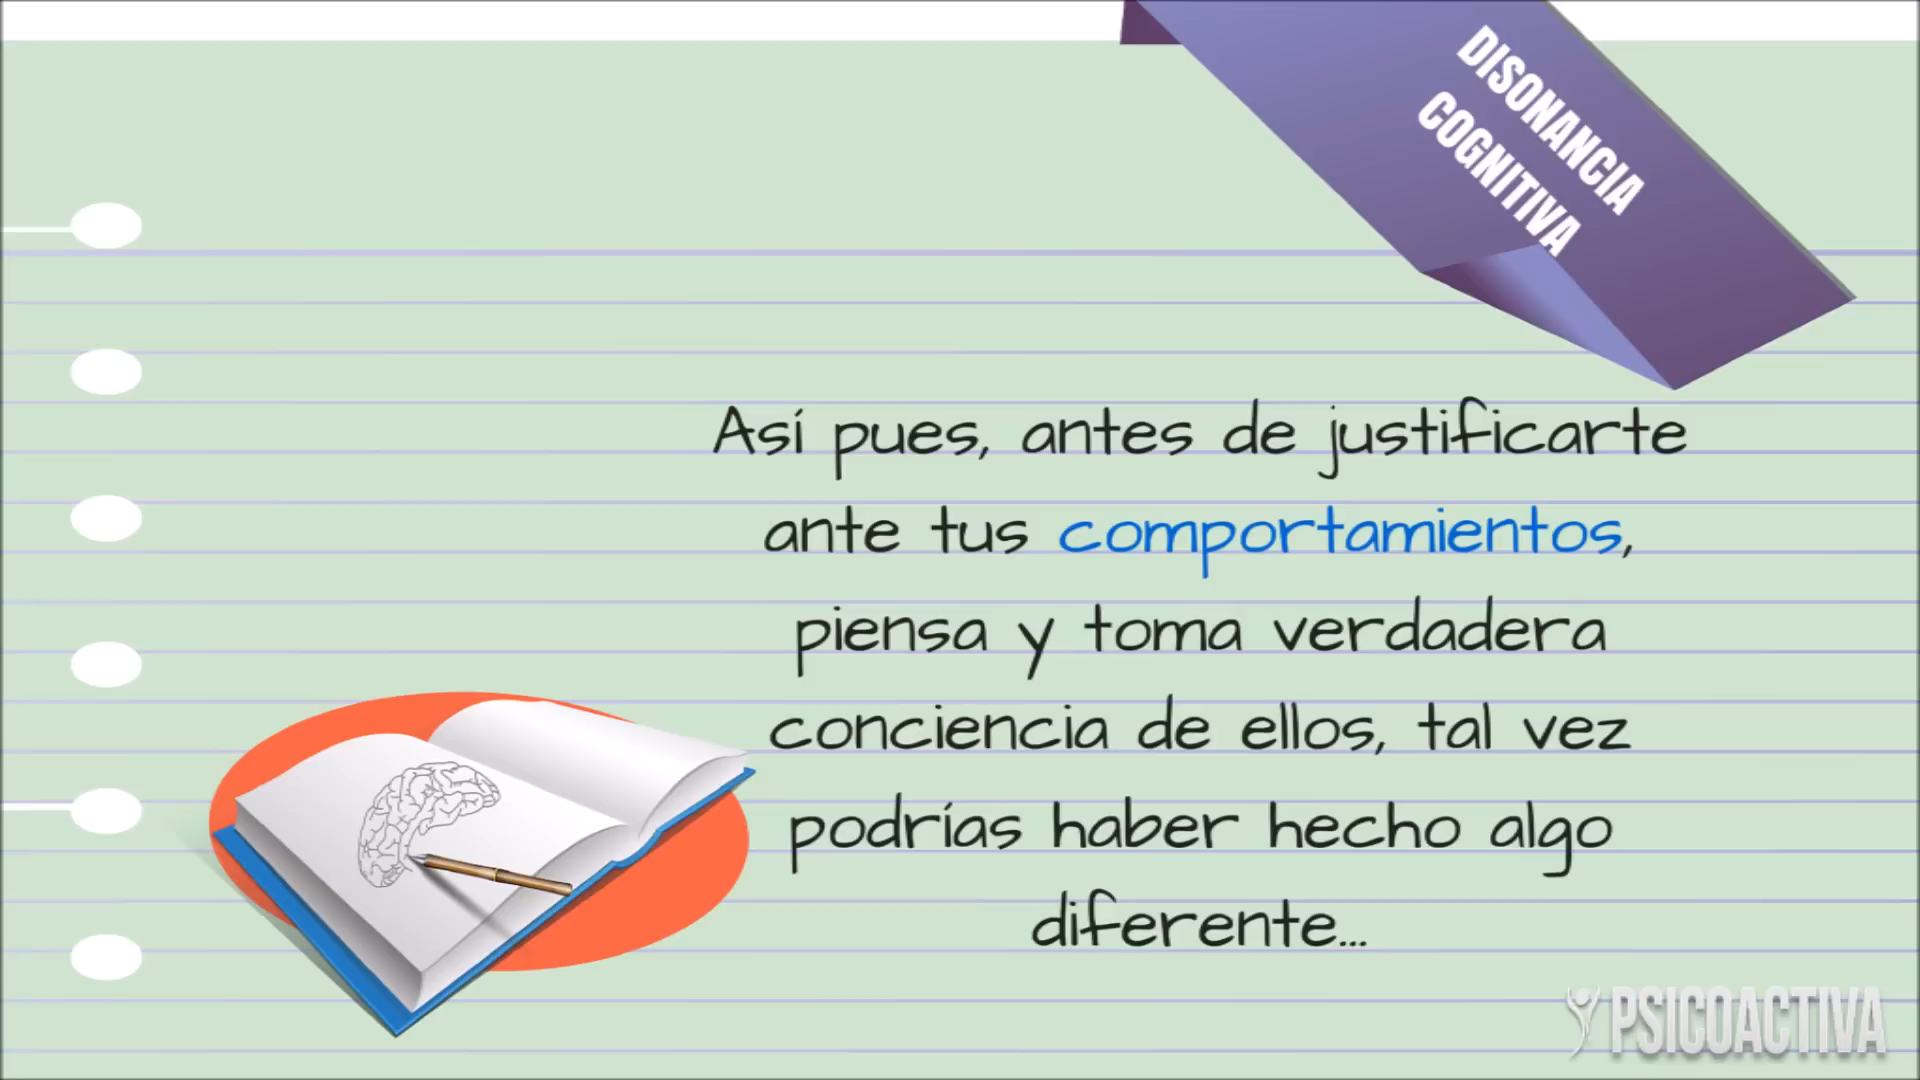 DISONANCIA
COGNITIVA
Así pues, antes de justificarte
ante tus comportamientos,
piensa y toma verdadera
conciencia de ellos, tal vez
podrías haber hecho algo
diferente...
PSICOACTIVA